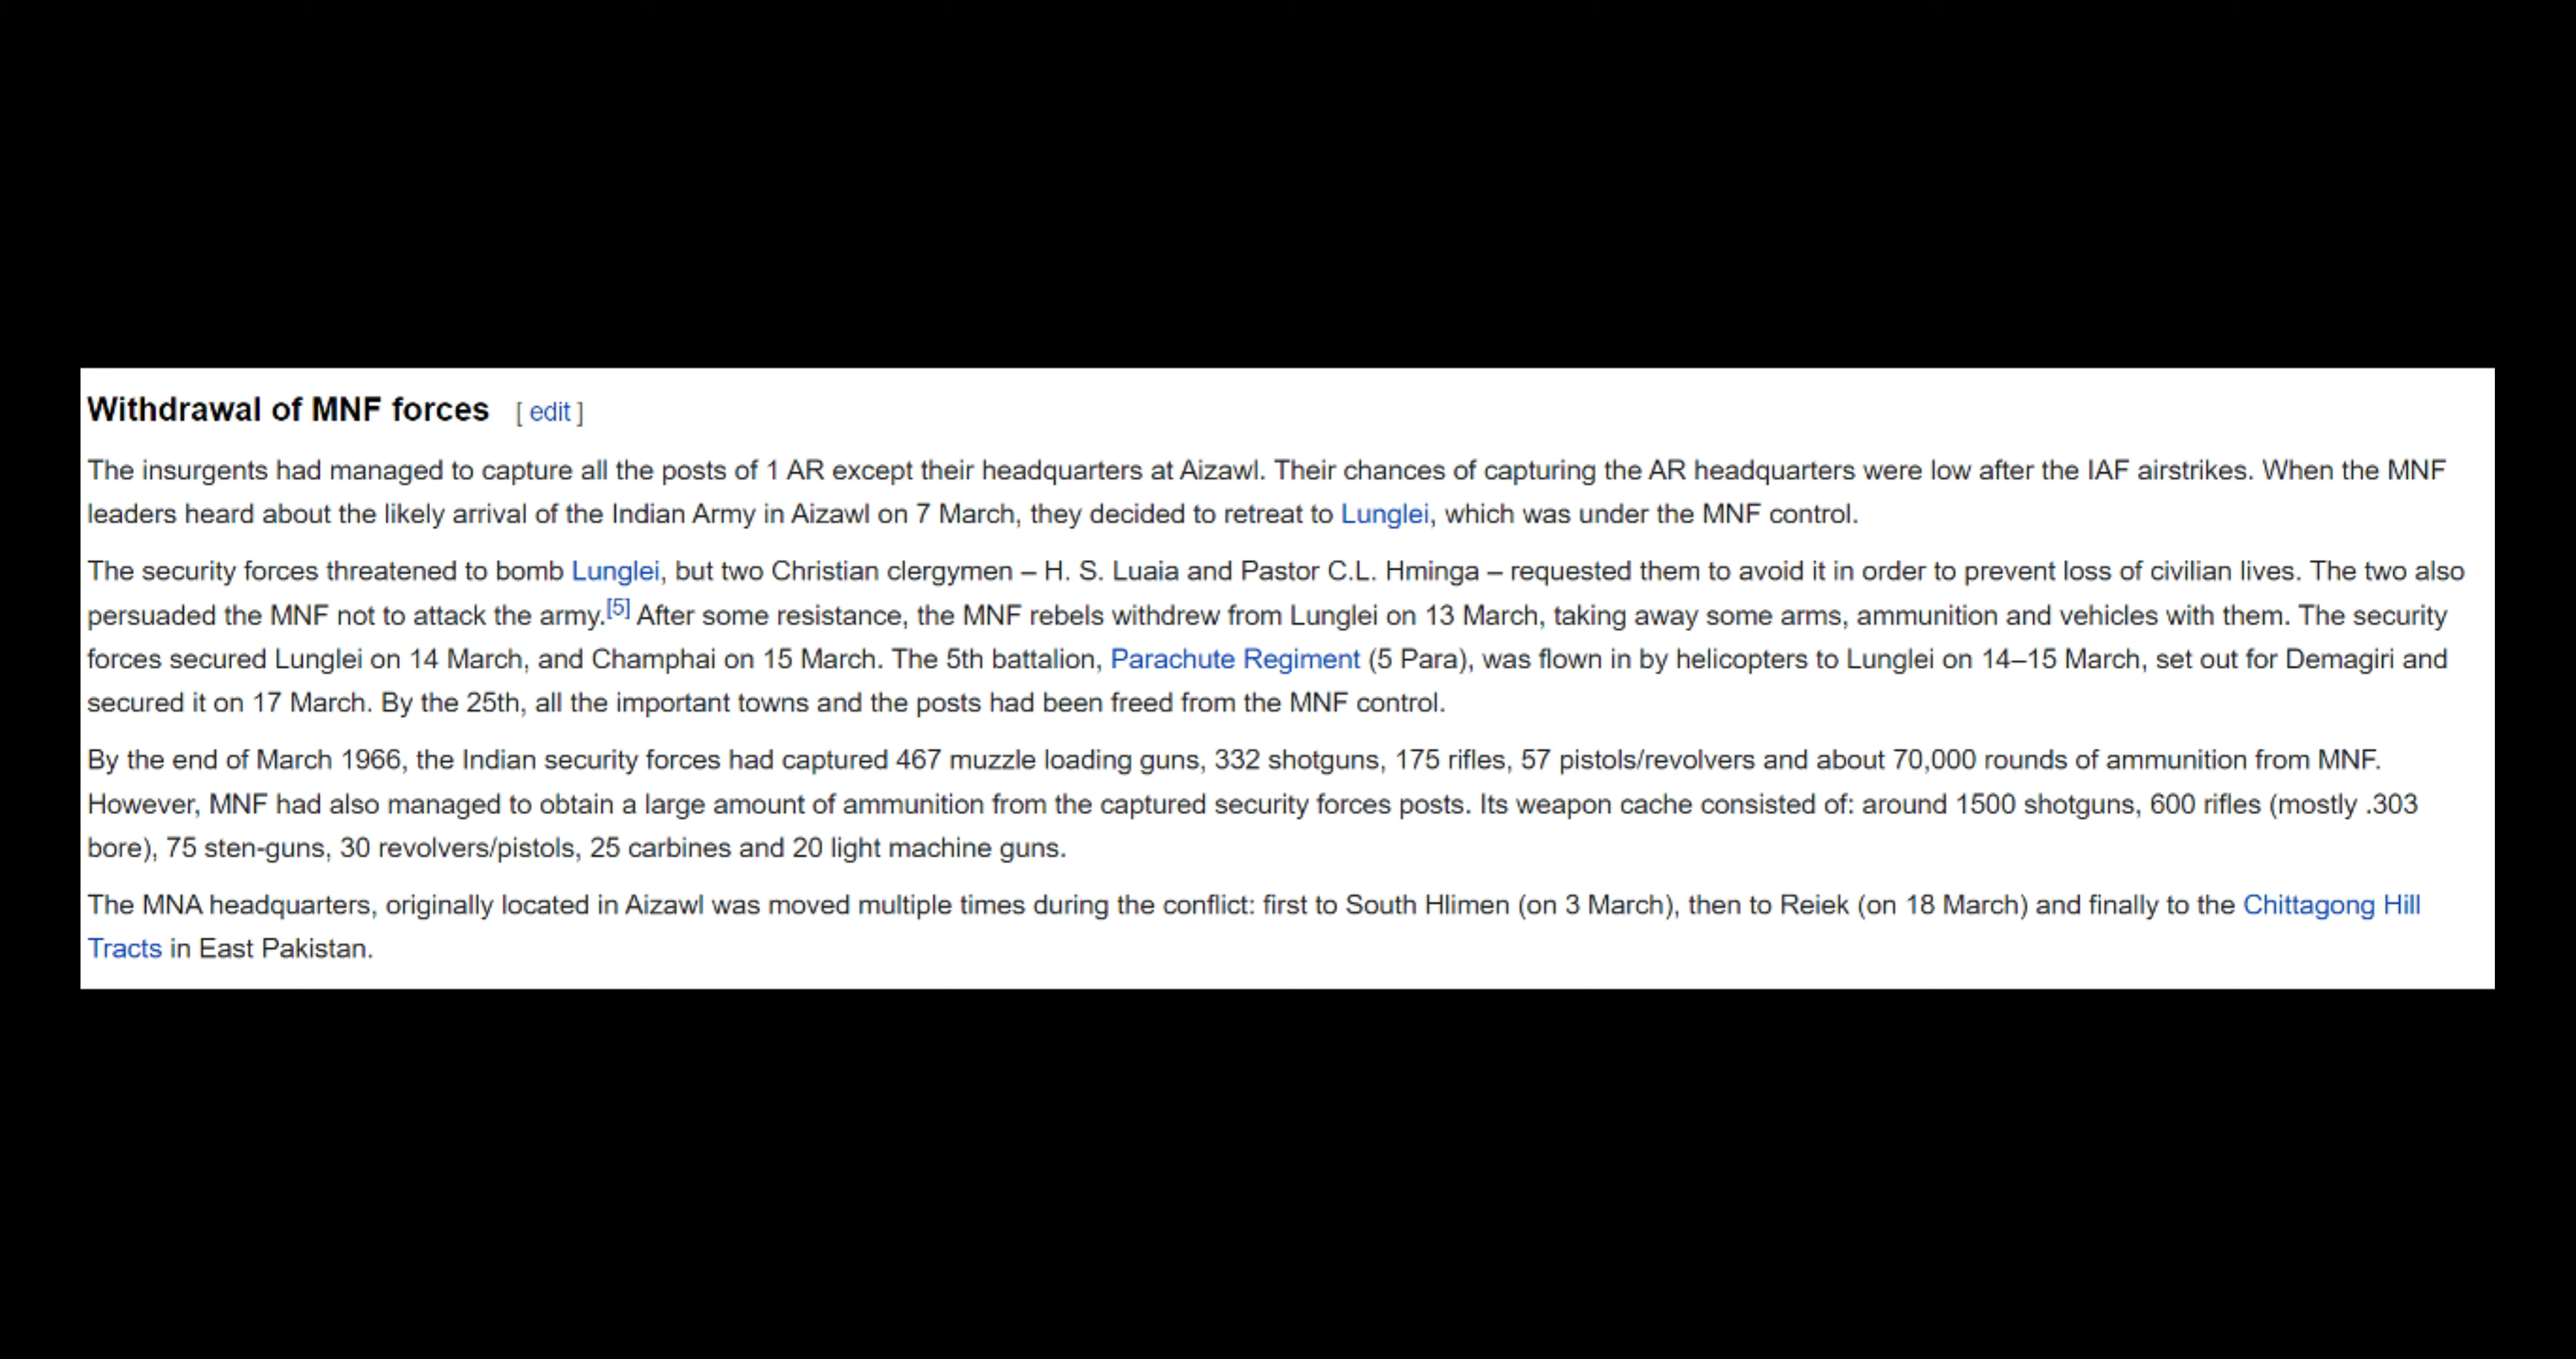 Withdrawal of MNF forces [ edit ]
The insurgents had managed to capture all the posts of 1 AR except their headquarters at Aizawl. Their chances of capturing the AR headquarters were low after the IAF airstrikes. When the MNF
leaders heard about the likely arrival of the Indian Army in Aizawl on 7 March, they decided to retreat to Lunglei, which was under the MNF control.
The security forces threatened to bomb Lunglei, but two Christian clergymen – H. S. Luaia and Pastor C.L. Hminga – requested them to avoid it in order to prevent loss of civilian lives. The two also
persuaded the MNF not to attack the army.[5] After some resistance, the MNF rebels withdrew from Lunglei on 13 March, taking away some arms, ammunition and vehicles with them. The security
forces secured Lunglei on 14 March, and Champhai on 15 March. The 5th battalion, Parachute Regiment (5 Para), was flown in by helicopters to Lunglei on 14–15 March, set out for Demagiri and
secured it on 17 March. By the 25th, all the important towns and the posts had been freed from the MNF control.
By the end of March 1966, the Indian security forces had captured 467 muzzle loading guns, 332 shotguns, 175 rifles, 57 pistols/revolvers and about 70,000 rounds of ammunition from MNF.
However, MNF had also managed to obtain a large amount of ammunition from the captured security forces posts. Its weapon cache consisted of: around 1500 shotguns, 600 rifles (mostly .303
bore), 75 sten-guns, 30 revolvers/pistols, 25 carbines and 20 light machine guns.
The MNA headquarters, originally located in Aizawl was moved multiple times during the conflict: first to South Hlimen (on 3 March), then to Reiek (on 18 March) and finally to the Chittagong Hill
Tracts in East Pakistan.